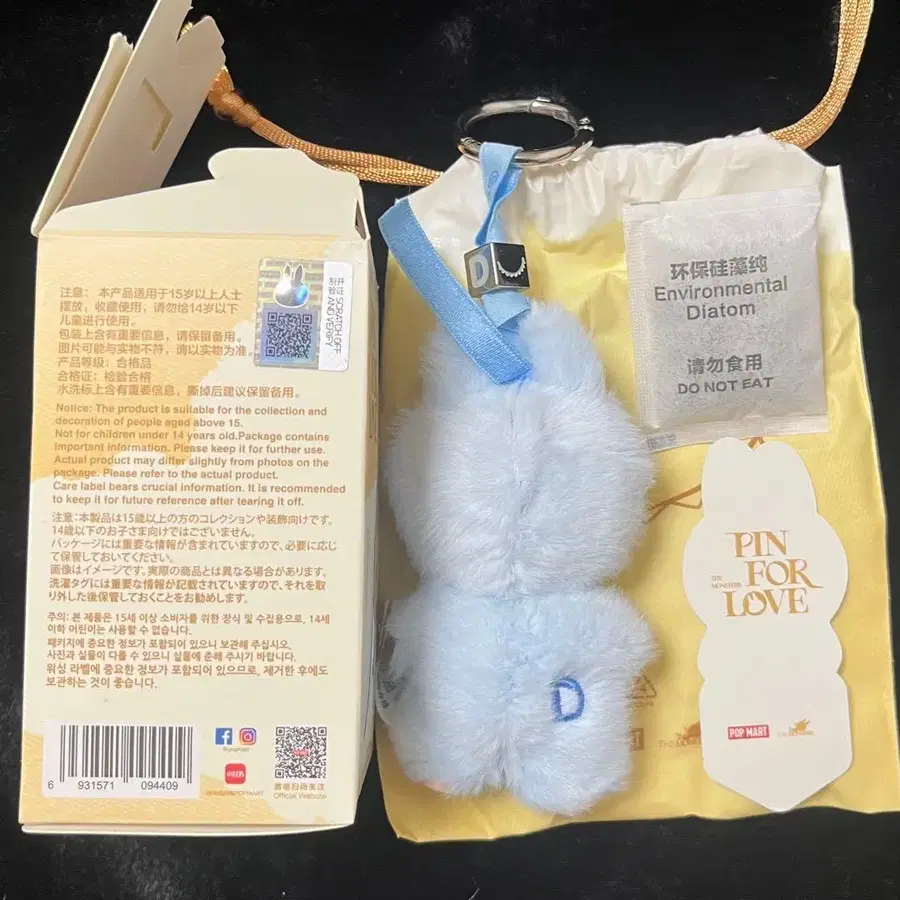 注意：本产品适用于15岁以上人士
摆放，收藏使用，请勿给14岁以下
儿童进行使用。
包装上含有重要信息，请保留备用。
图片可能与实物不符，请以实物为准。
产品等级：合格品
合格证：检验合格
水洗标上含有重要信息，撕掉后建议保留备用。
SCRATCH OFF
AND VERIFY
Notice: The product is suitable for the collection and
decoration of people aged above 15.
Not for children under 14 years old.Package contains
important information. Please keep it for further use.
Actual product may differ slightly from photos on the
package. Please refer to the actual product.
Care label bears crucial information. It is recommended
to keep it for future reference after tearing it off.
注意：本製品は15歳以上の方のコレクションや装飾向けです。
14歳以下のお子さま向けではございません。
パッケージには重要な情報が含まれていますので、必要に応じ
て保管しておいてください。
画像はイメージです。実際の商品とは異なる場合があります。
洗濯タグには重要な情報が記載されていますので、それを取
り外した後保管しておくことをお勧めします。
주의: 본 제품은 15세 이상 소비자를 위한 장식 및 수집용으로, 14세
이하 어린이는 사용할 수 없습니다.
패키지에 중요한 정보가 포함되어 있으니 보관해 주십시오.
사진과 실물이 다를 수 있으니 실물에 준해 주시기 바랍니다.
워싱 라벨에 중요한 정보가 포함되어 있으므로, 제거한 후에도
보관하는 것이 좋습니다.
6 931571 094409
@popmart
Official Website
D
D
环保硅藻纯
Environmental
Diatom
请勿食用
DO NOT EAT
PIN
FOR
LOVE
THE
MONSTERS
POP MART